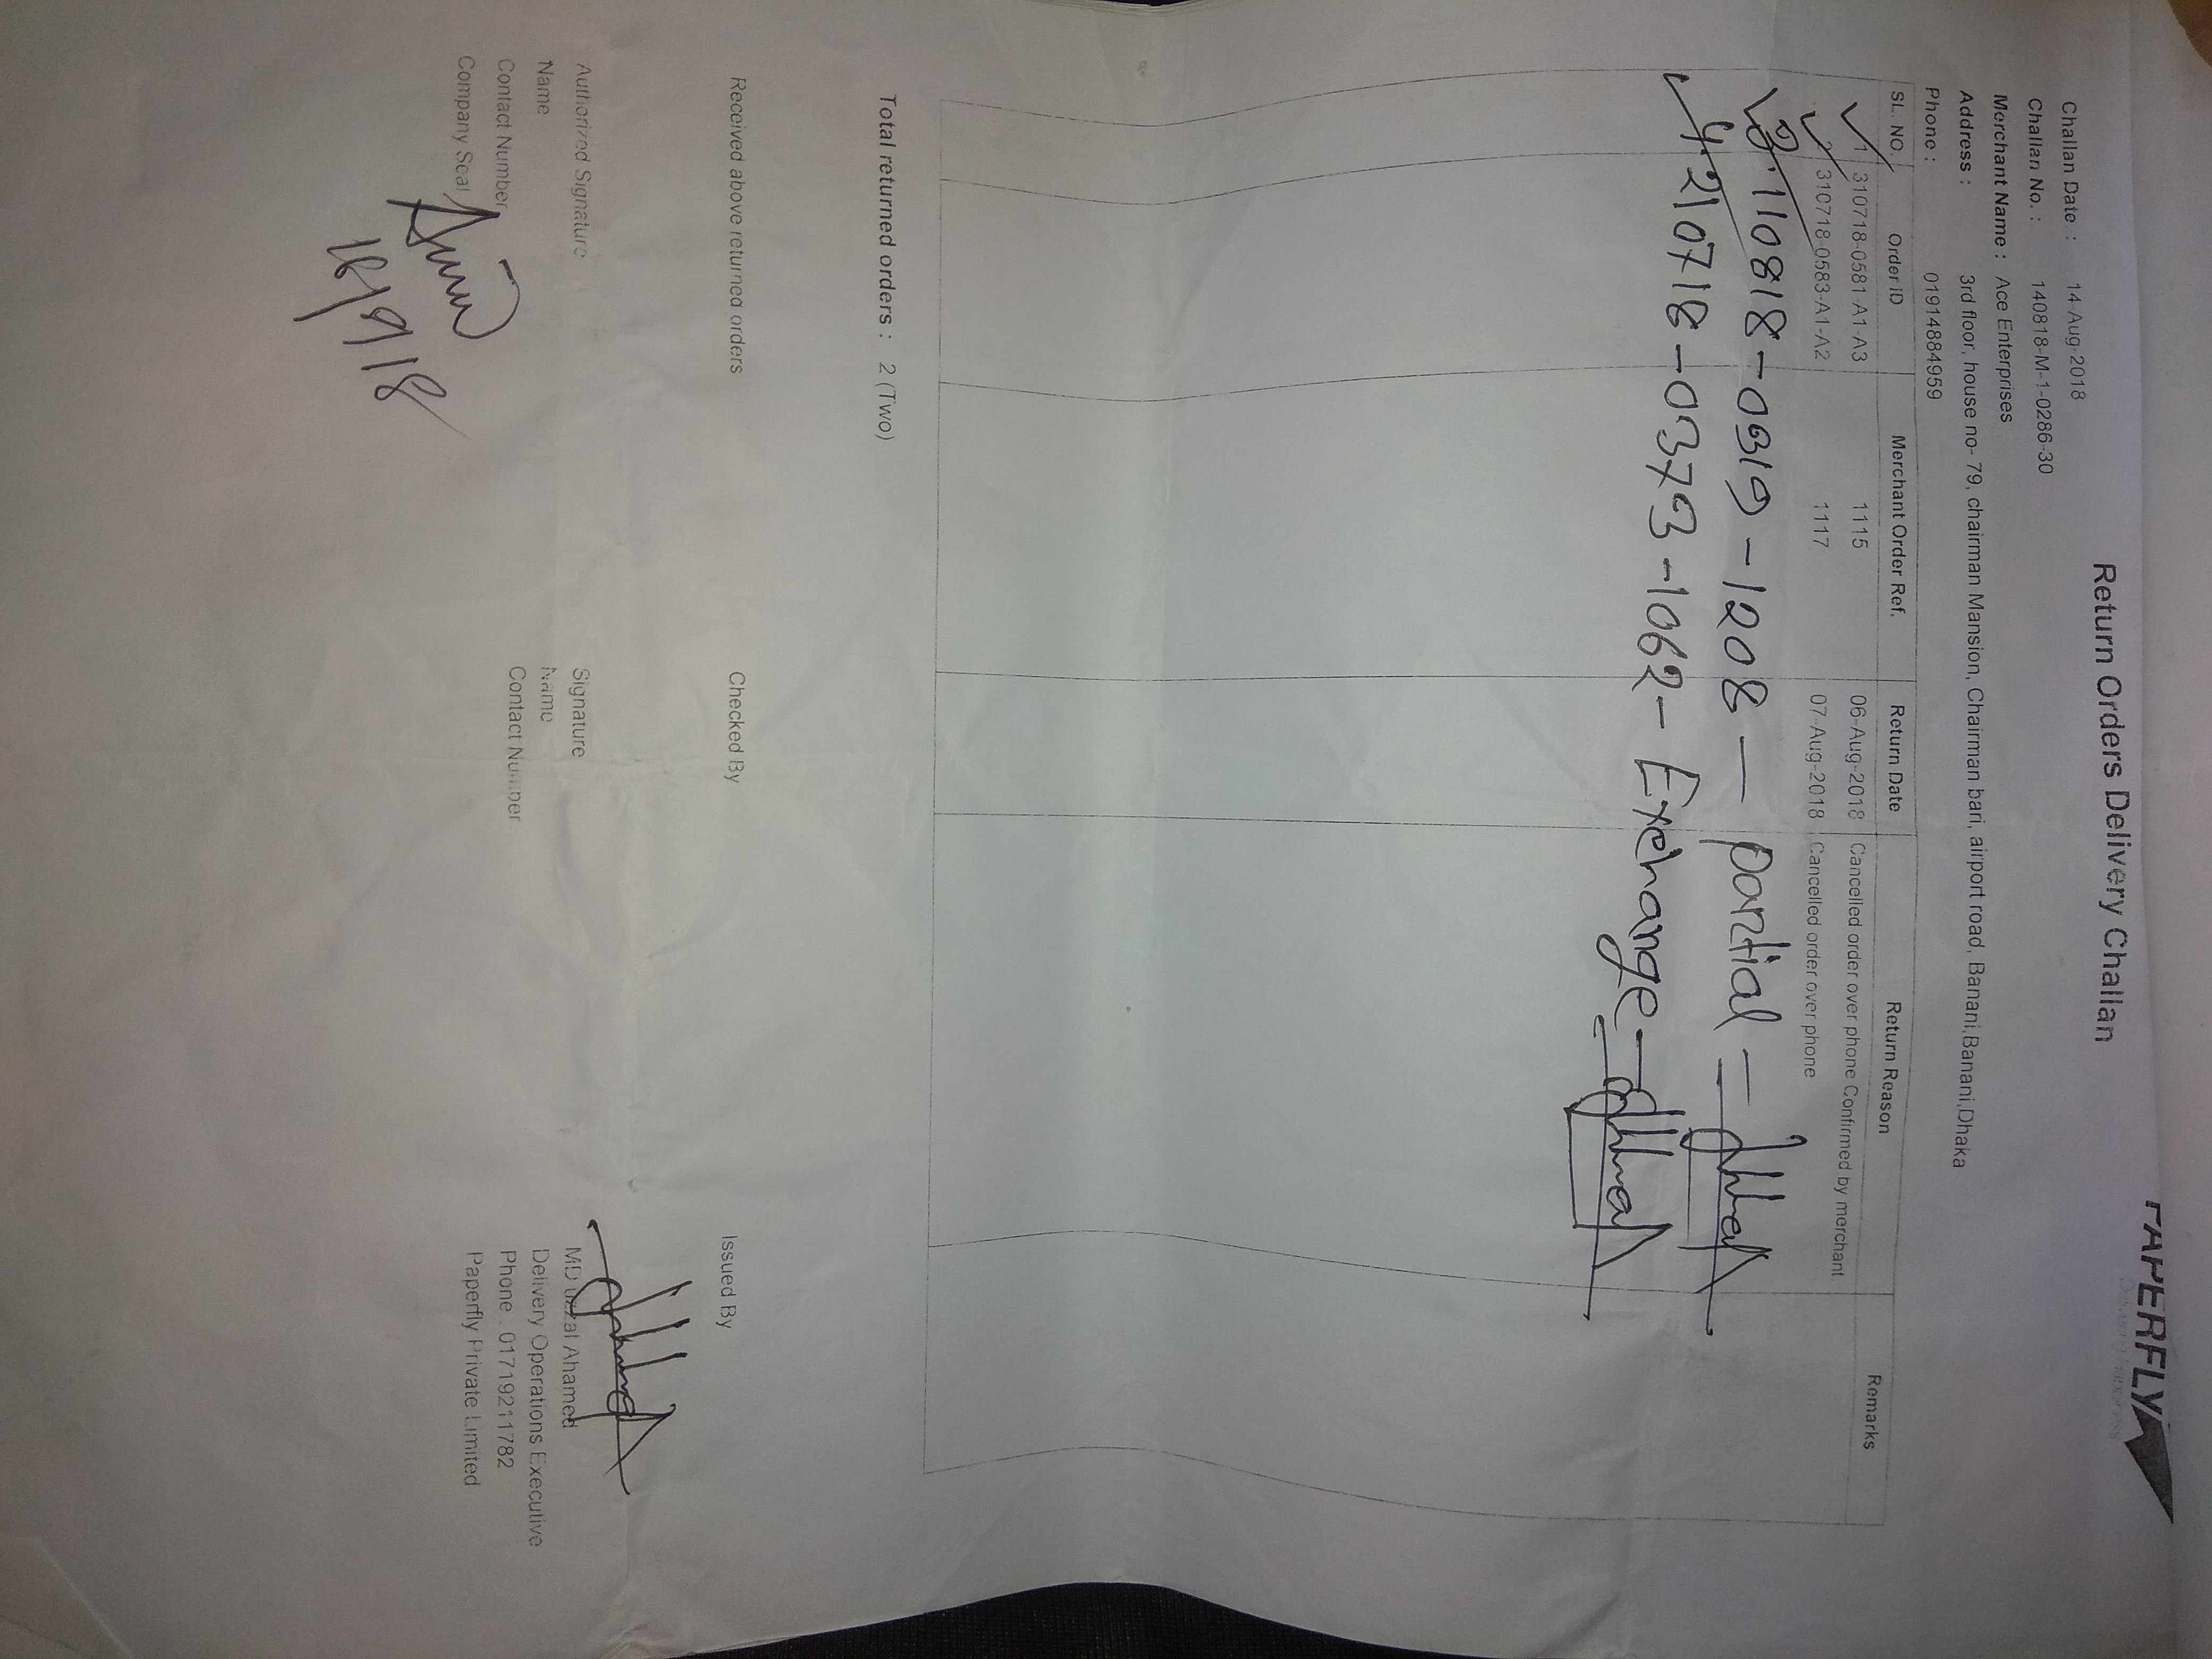 PAPERFLY
Delivering Happiness
Return Orders Delivery Challan
Challan Date : 14-Aug-2018
Challan No. : 140818-M-1-0286-30
Merchant Name : Ace Enterprises
Address : 3rd floor, house no- 79, chairman Mansion, Chairman bari, airport road, Banani,Banani,Dhaka
Phone : 01914884959
SL. NO. Order ID Merchant Order Ref. Return Date Return Reason Remarks
1 310718-0581-A1-A3 1115 06-Aug-2018 Cancelled order over phone Confirmed by merchant.
2 310718-0583-A1-A2 1117 07-Aug-2018 Cancelled order over phone
3. 110818-0319-1208 — partial =
4. 210718-0373-1062- Exchange =
Total returned orders : 2 (Two)
Received above returned orders Checked By Issued By
Authorized Signature Signature MD uzzal Ahamed
Name Name Delivery Operations Executive
Contact Number Contact Number Phone : 01719211782
Company Seal Paperfly Private Limited
16/8/18